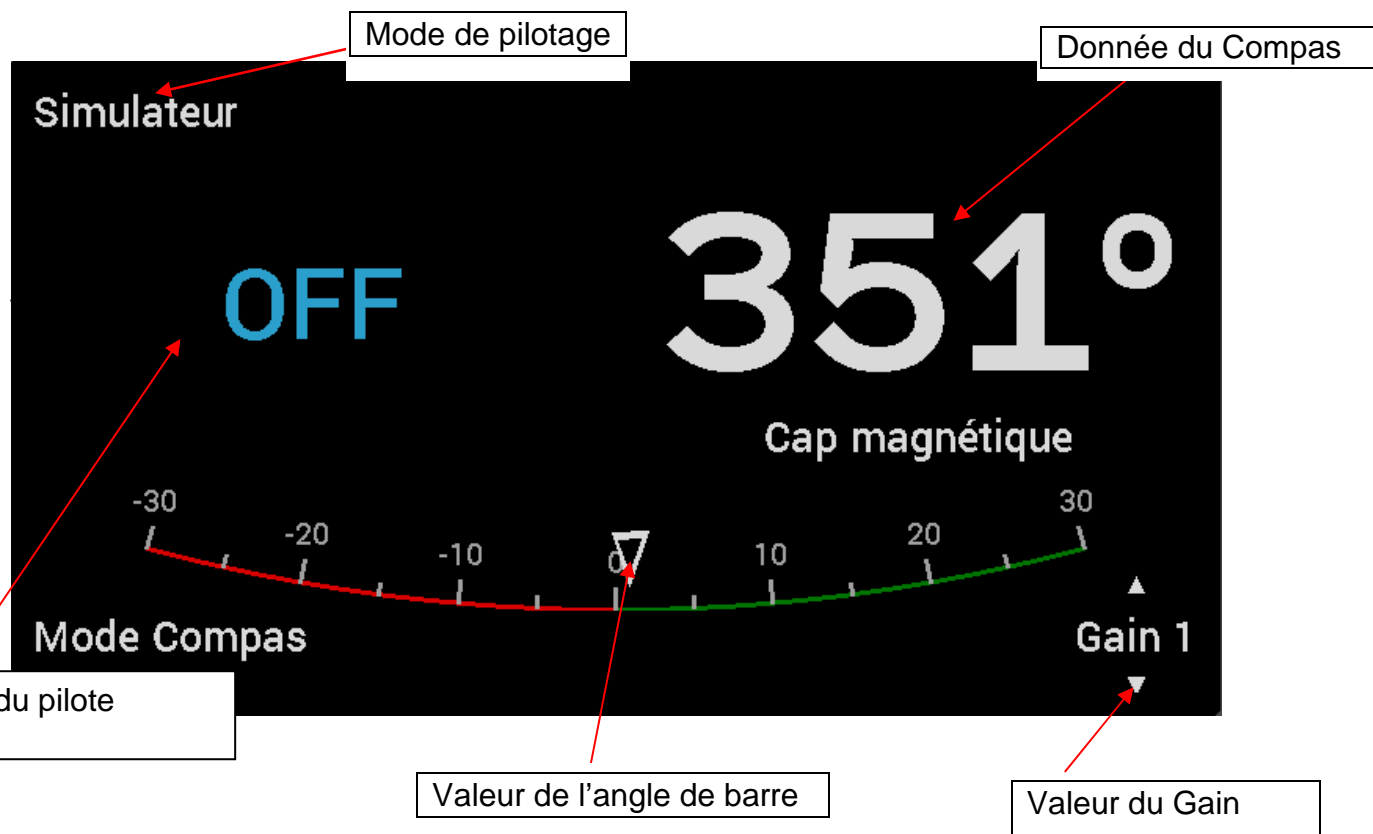 Mode de pilotage
Donnée du Compas
Simulateur
OFF
351°
Cap magnétique
-30
-20
-10
0
10
20
30
Mode Compas
Gain 1
du pilote
Valeur de l’angle de barre
Valeur du Gain